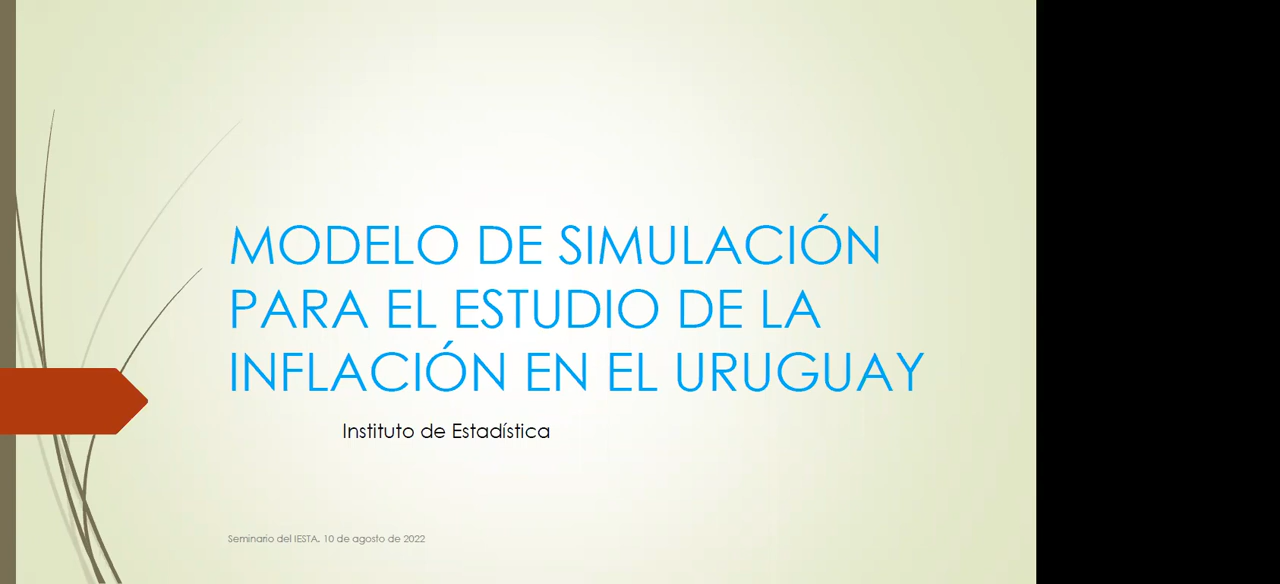 MODELO DE SIMULACIÓN
PARA EL ESTUDIO DE LA
INFLACIÓN EN EL URUGUAY
Instituto de Estadística
Seminario del IESTA. 10 de agosto de 2022